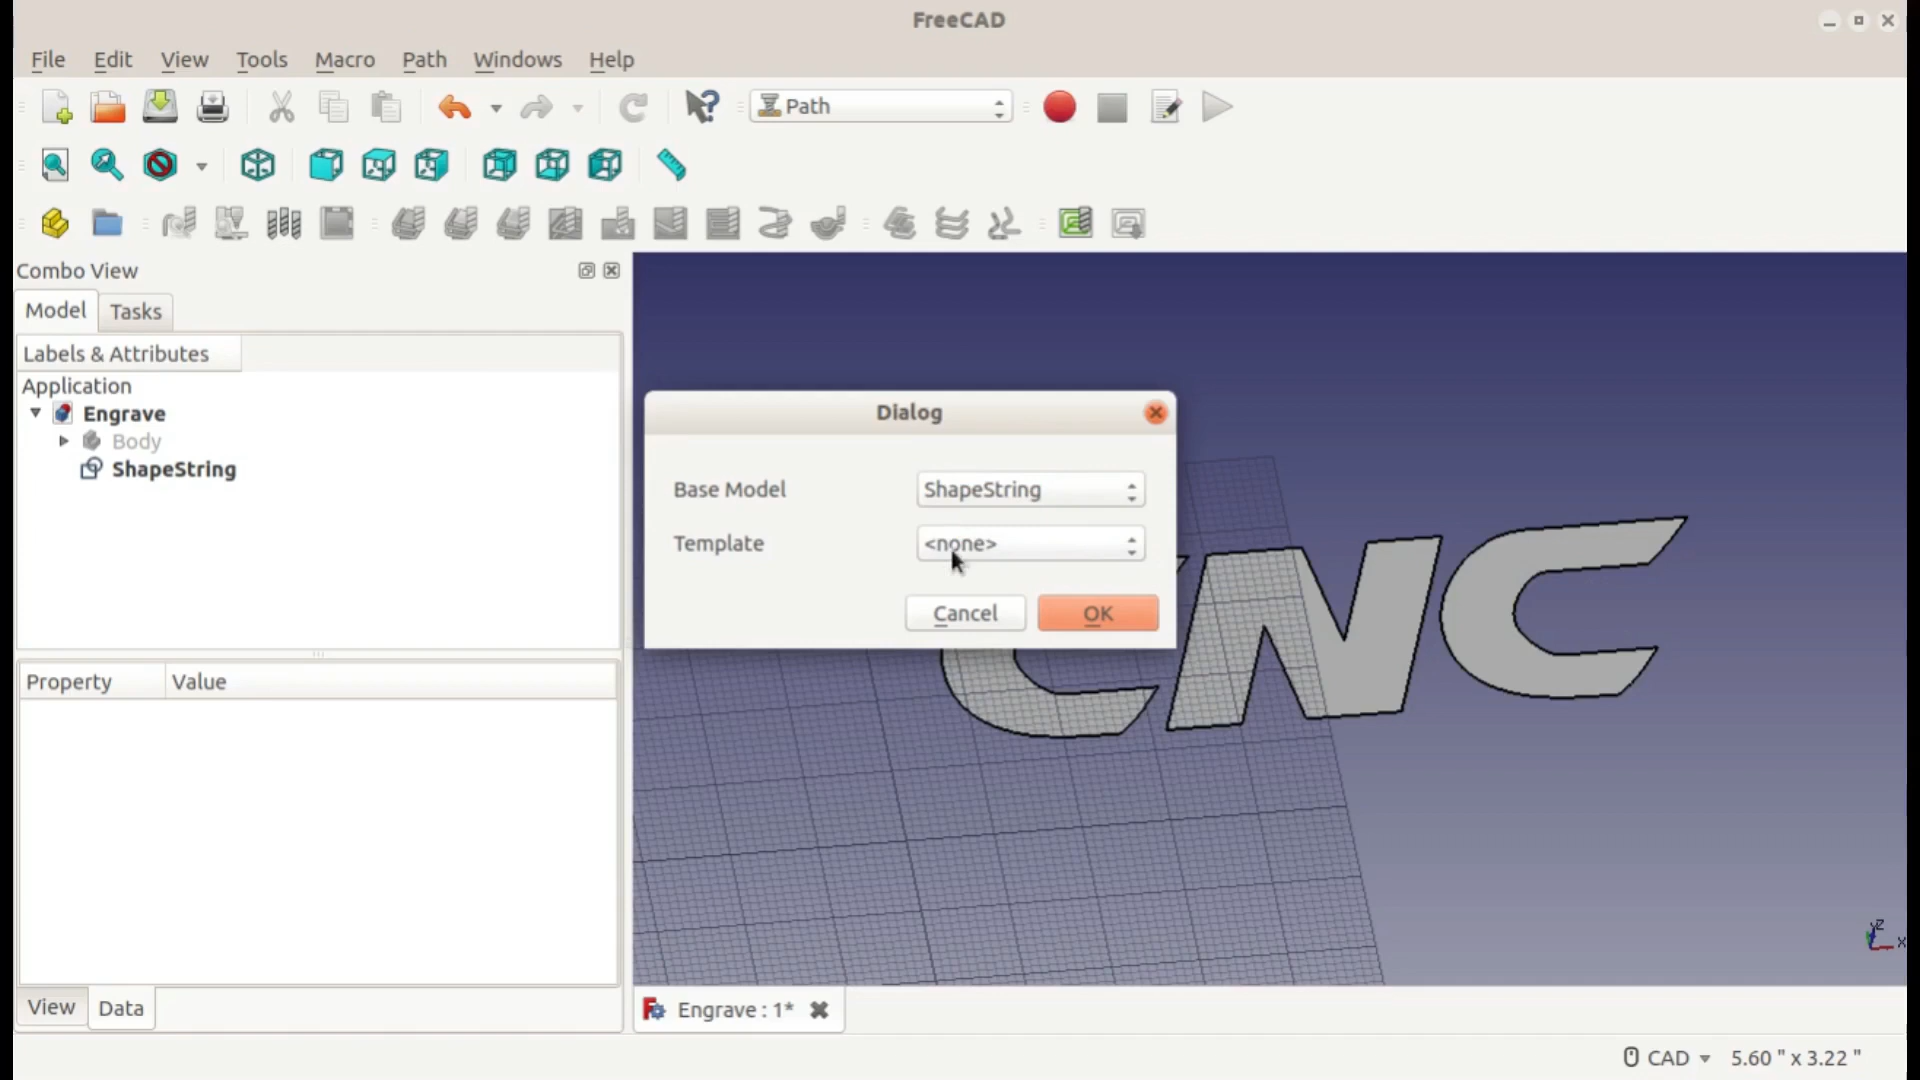 FreeCAD
File Edit View Tools Macro Path Windows Help
Path
Combo View
Model Tasks
Labels & Attributes
Application
Engrave
Body
ShapeString
Property Value
View Data
Dialog
Base Model ShapeString
Template <none>
Cancel OK
CNC
Z
X
Engrave : 1*
CAD 5.60 " x 3.22 "